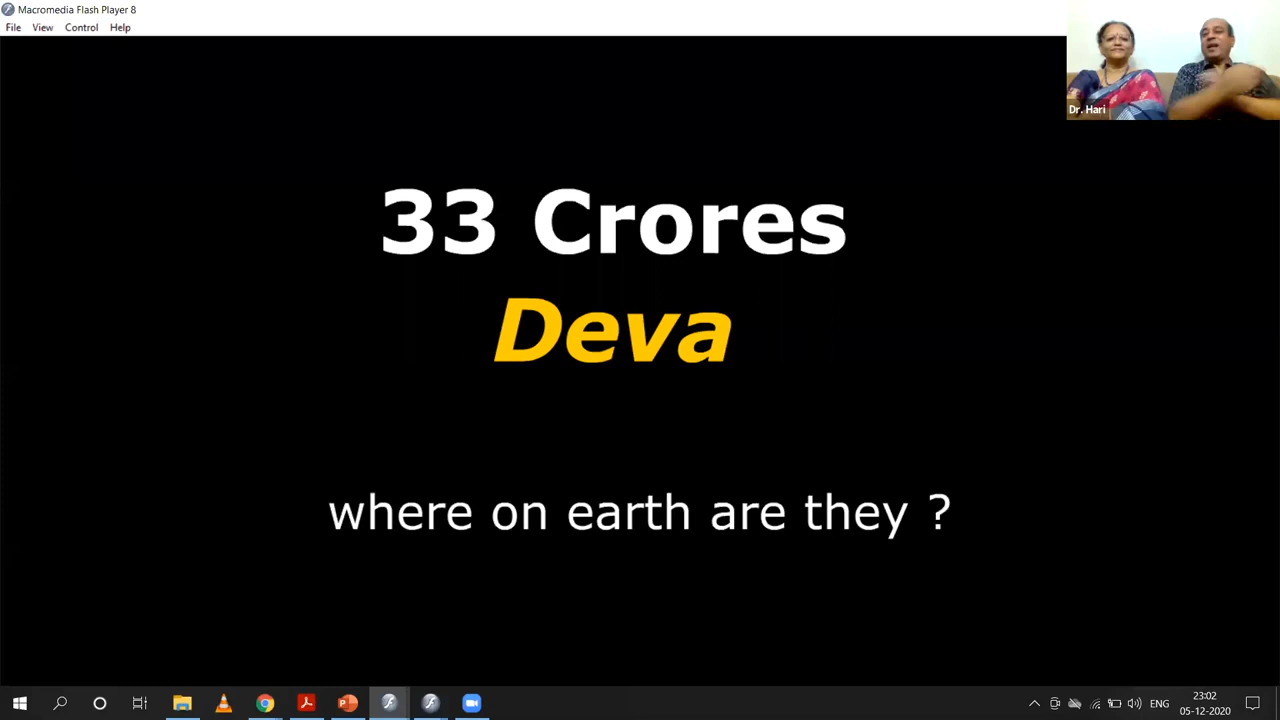 Macromedia Flash Player 8
File View Control Help
Dr. Hari
33 Crores
Deva
where on earth are they ?
ENG
23:02
05-12-2020